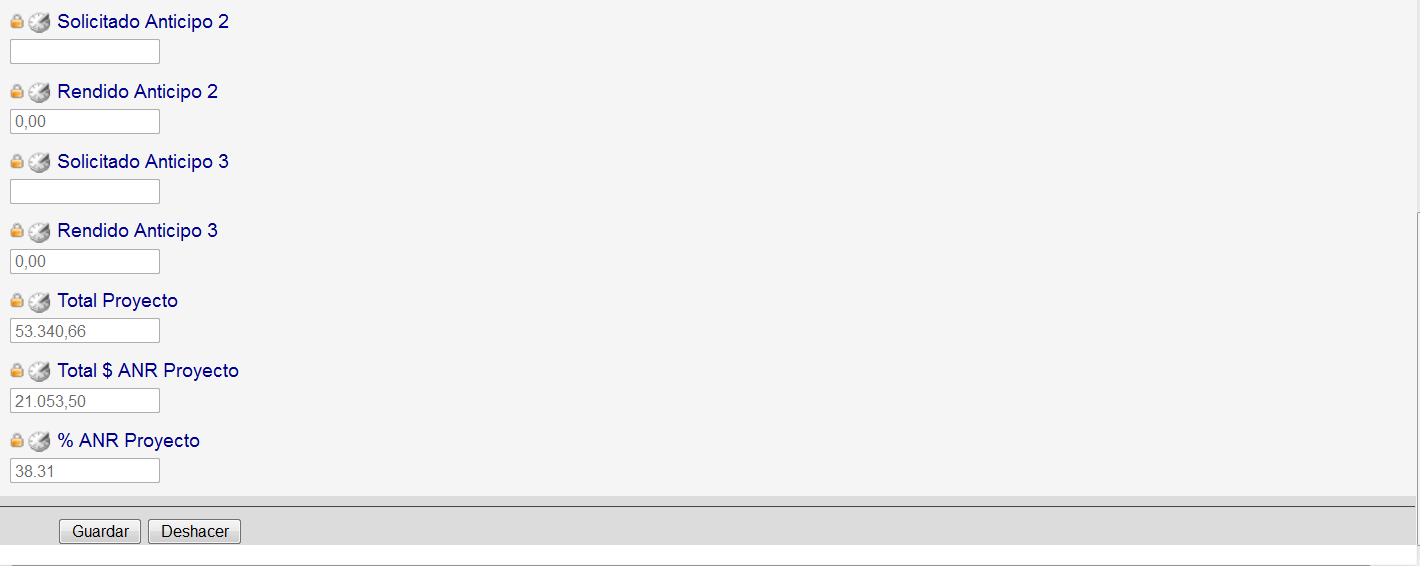 Solicitado Anticipo 2
Rendido Anticipo 2
0,00
Solicitado Anticipo 3
Rendido Anticipo 3
0,00
Total Proyecto
53.340,66
Total $ ANR Proyecto
21.053,50
% ANR Proyecto
38.31
Guardar Deshacer